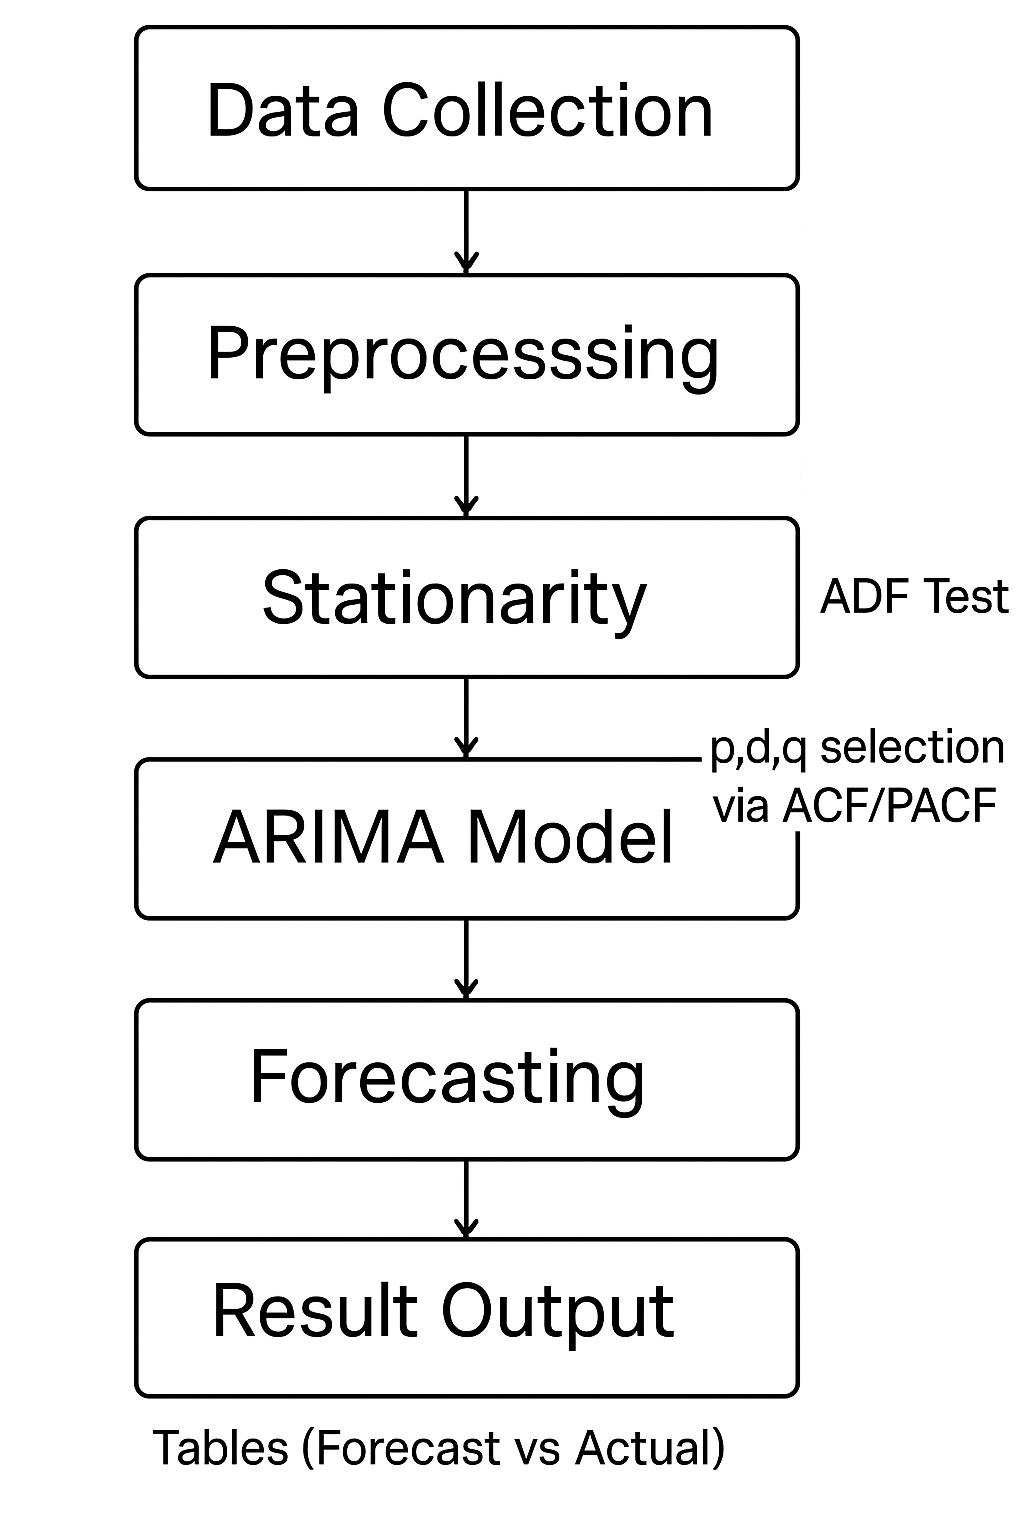 Data Collection
Preprocesssing
Stationarity
ADF Test
p,d,q selection
via ACF/PACF
ARIMA Model
Forecasting
Result Output
Tables (Forecast vs Actual)